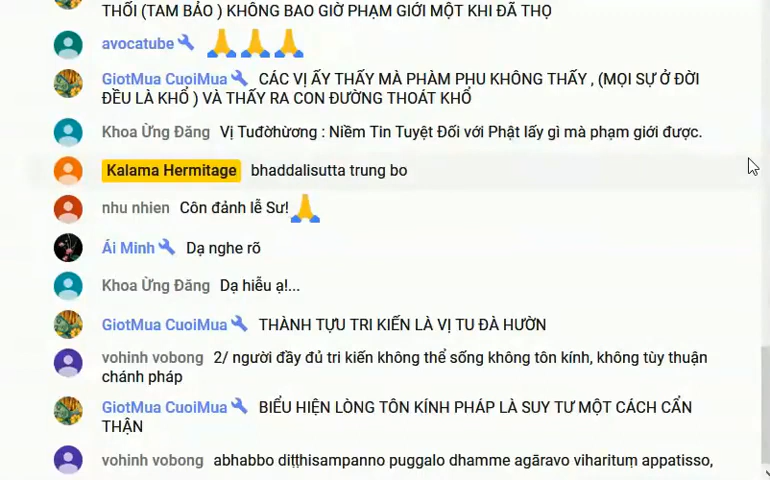 THỐI (TAM BẢO ) KHÔNG BAO GIỜ PHẠM GIỚI MỘT KHI ĐÃ THỌ
avocatube 🙏🙏🙏
GiotMua CuoiMua CÁC VỊ ẤY THẤY MÀ PHÀM PHU KHÔNG THẤY , (MỌI SỰ Ở ĐỜI
ĐỀU LÀ KHỔ ) VÀ THẤY RA CON ĐƯỜNG THOÁT KHỔ
Khoa Ừng Đăng Vị Tuđờhừơng : Niềm Tin Tuyệt Đối với Phật lấy gì mà phạm giới được.
Kalama Hermitage bhaddalisutta trung bo
nhu nhien Côn đảnh lễ Sư!🙏
Ái Minh Dạ nghe rõ
Khoa Ừng Đăng Dạ hiễu ạ!...
GiotMua CuoiMua THÀNH TỰU TRI KIẾN LÀ VỊ TU ĐÀ HƯỜN
vohinh vobong 2/ người đầy đủ tri kiến không thể sống không tôn kính, không tùy thuận
chánh pháp
GiotMua CuoiMua BIỂU HIỆN LÒNG TÔN KÍNH PHÁP LÀ SUY TƯ MỘT CÁCH CẨN
THẬN
vohinh vobong abhabbo diṭṭhisampanno puggalo dhamme agāravo viharituṃ appatisso,